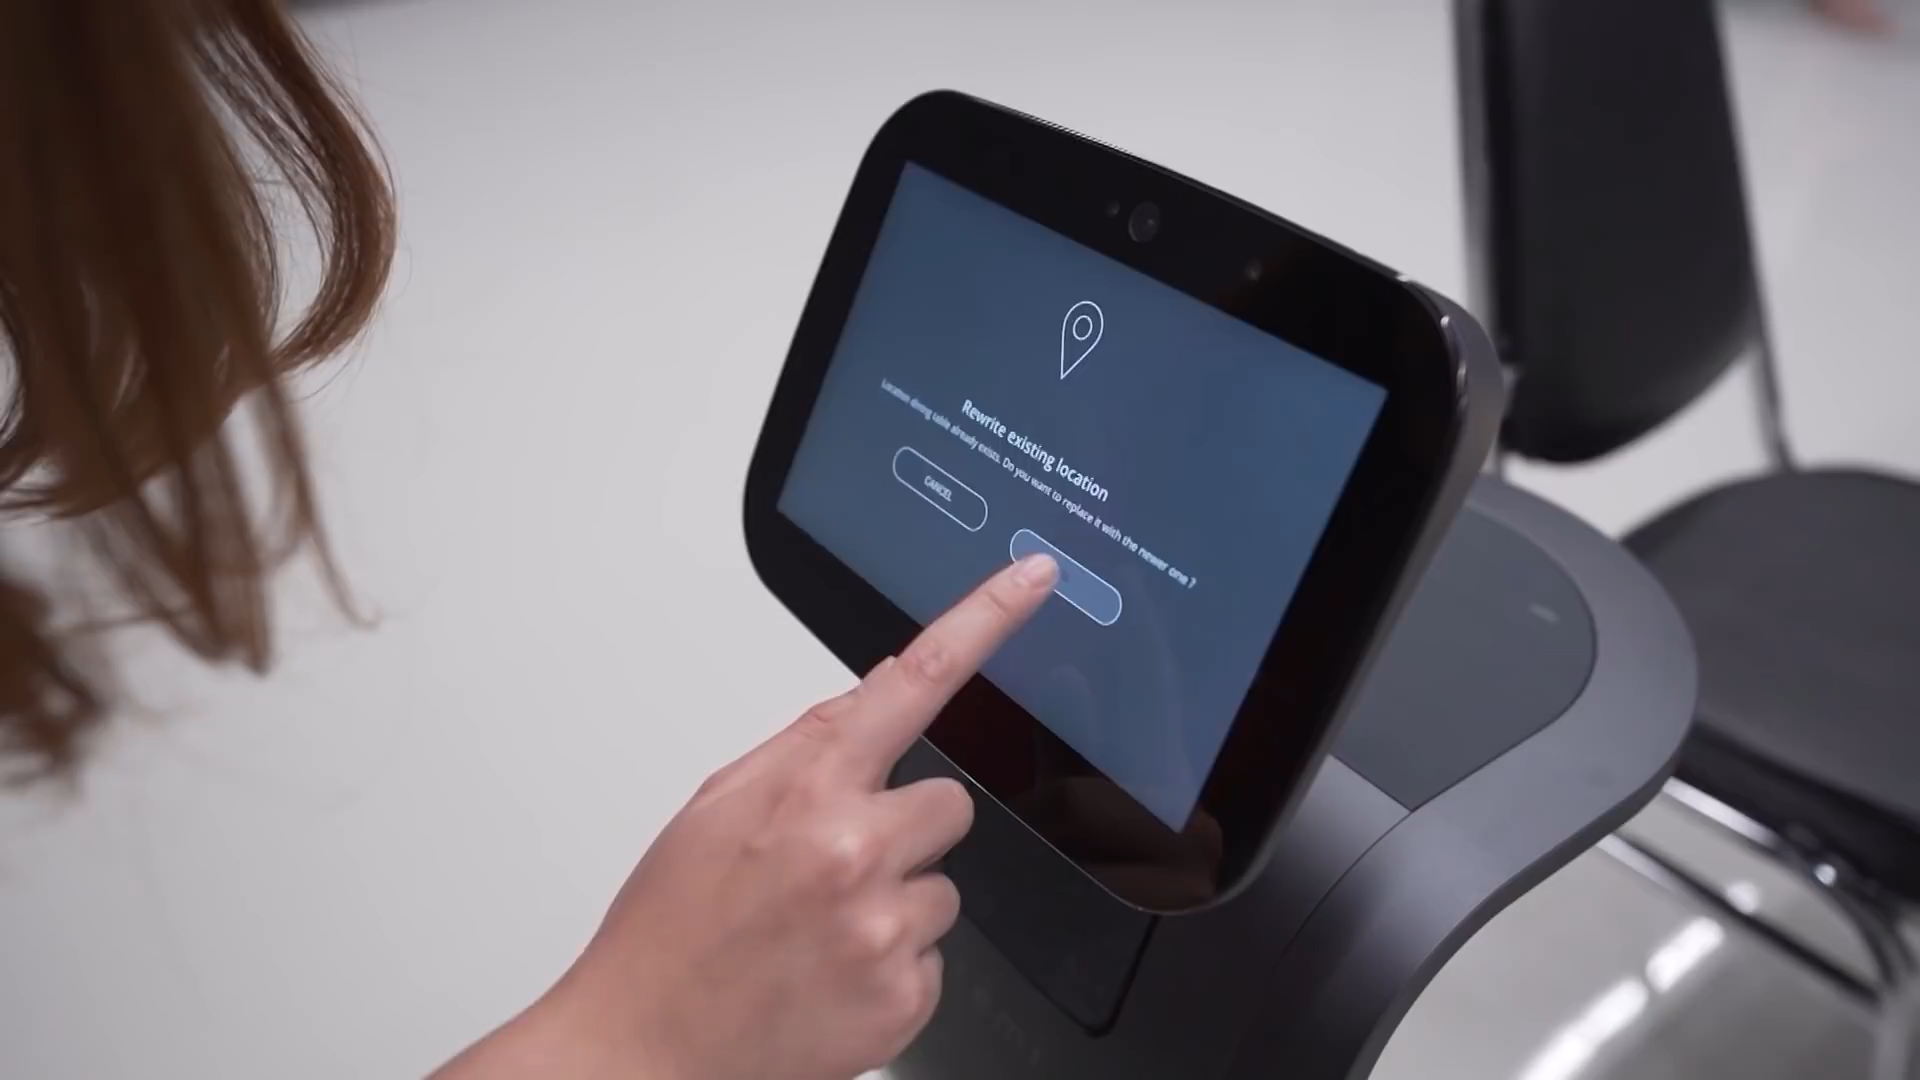 Rewrite existing location
Location dining table already exists. Do you want to replace it with the newer one ?
CANCEL